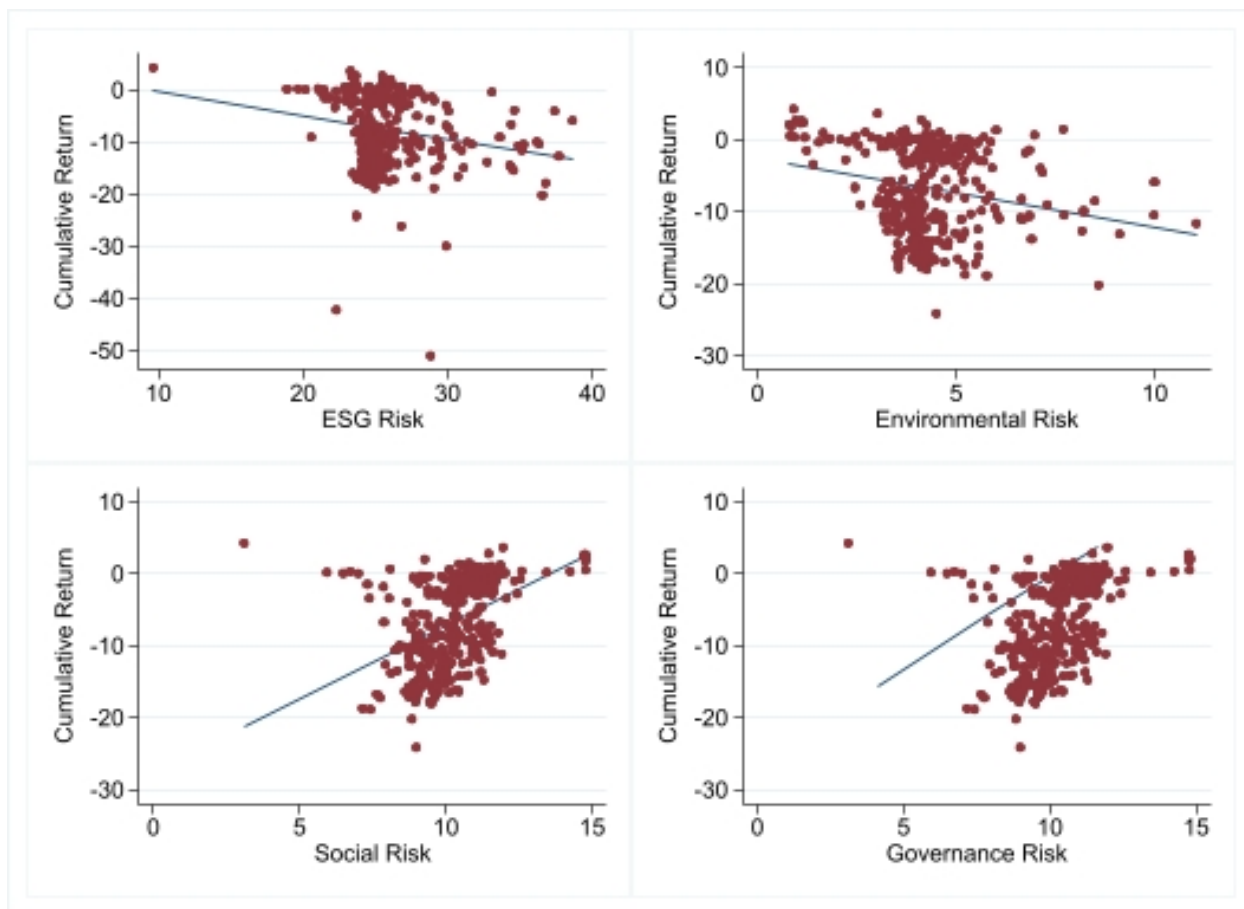 Cumulative Return
0
-10
-20
-30
-40
-50
10 20 30 40
ESG Risk
Cumulative Return
10
0
-10
-20
-30
0 5 10
Environmental Risk
Cumulative Return
10
0
-10
-20
-30
0 5 10 15
Social Risk
Cumulative Return
10
0
-10
-20
-30
0 5 10 15
Governance Risk